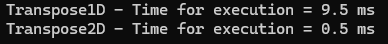 Transpose1D - Time for execution = 9.5 ms
Transpose2D - Time for execution = 0.5 ms